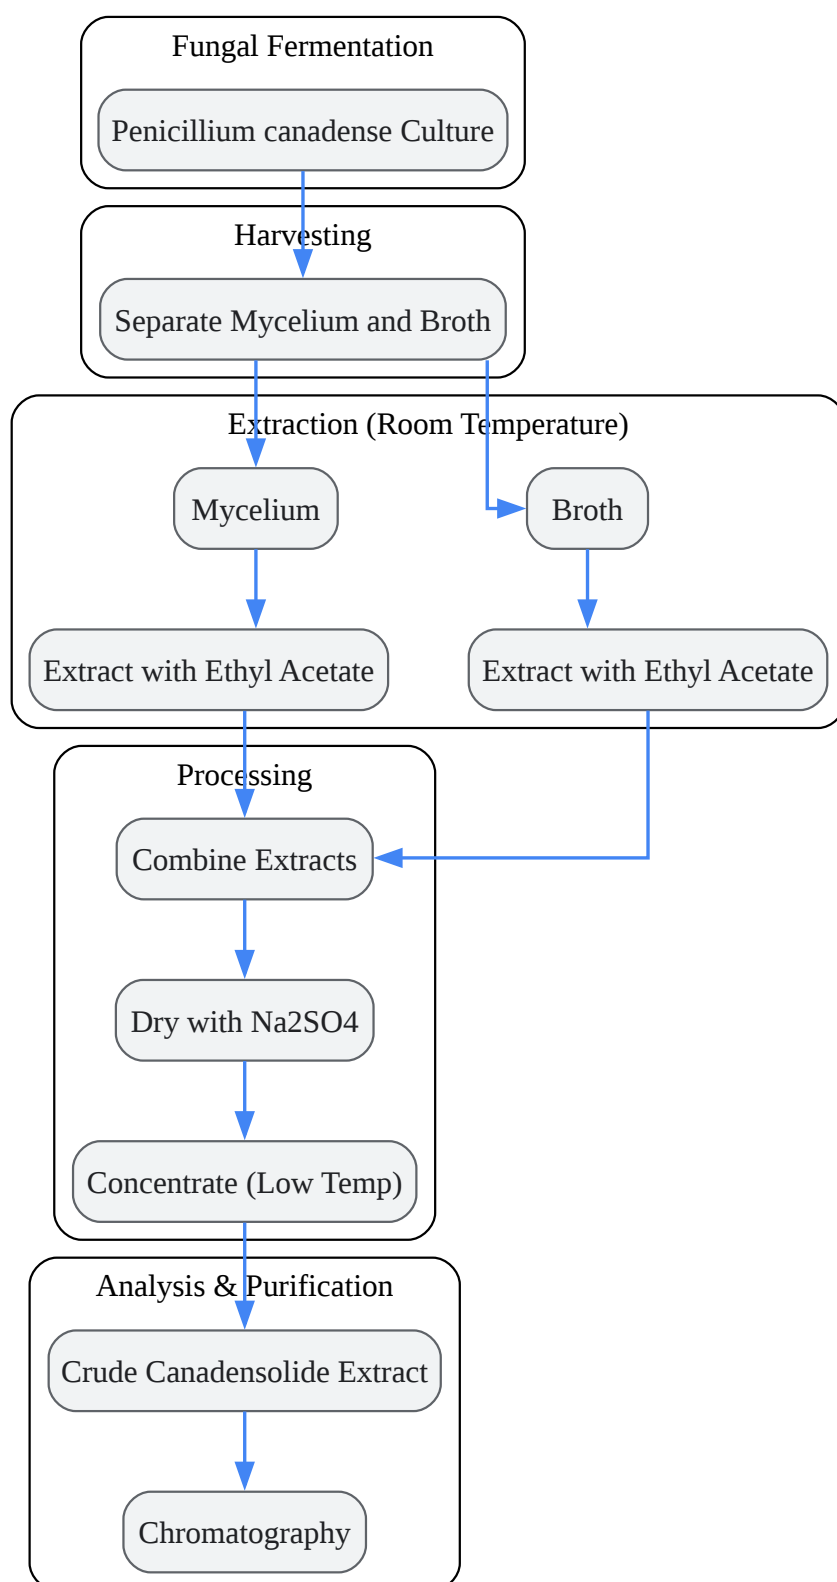 Fungal Fermentation
Penicillium canadense Culture
Harvesting
Separate Mycelium and Broth
Extraction (Room Temperature)
Mycelium
Broth
Extract with Ethyl Acetate
Extract with Ethyl Acetate
Processing
Combine Extracts
Dry with Na2SO4
Concentrate (Low Temp)
Analysis & Purification
Crude Canadensolide Extract
Chromatography